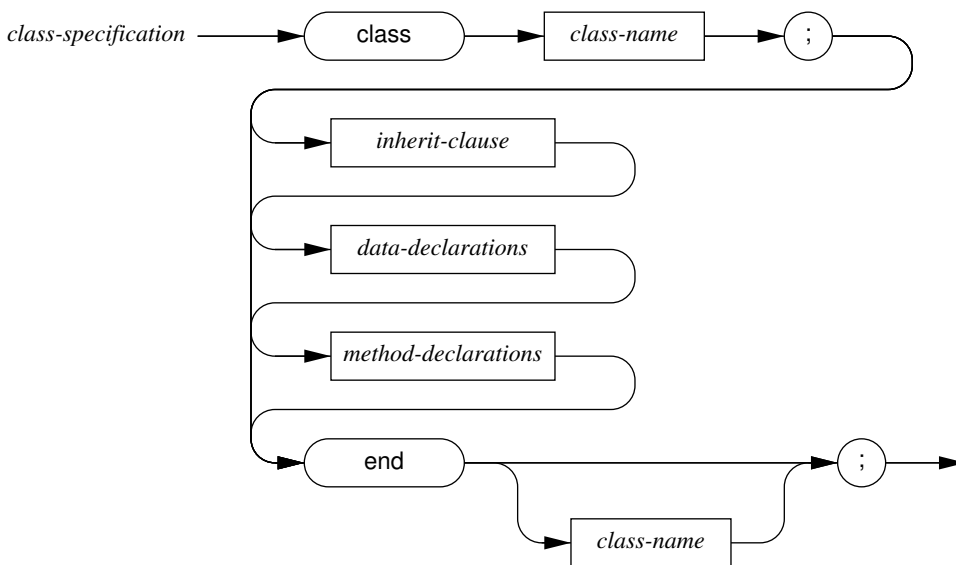 class-specification class class-name ;
inherit-clause
data-declarations
method-declarations
end ;
class-name